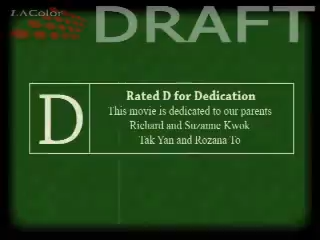 LAColor
DRAFT
D
Rated D for Dedication
This movie is dedicated to our parents
Richard and Suzanne Kwok
Tak Yan and Rozana To